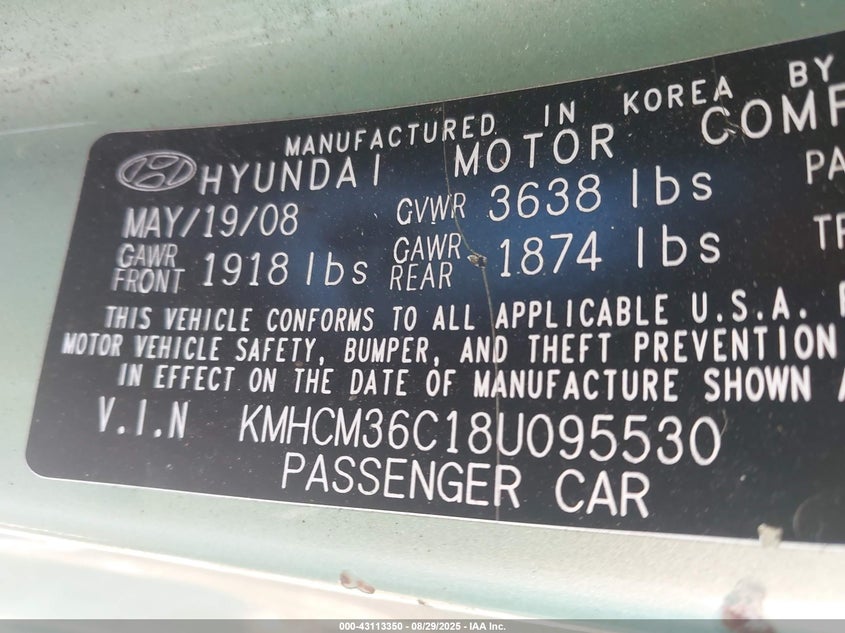 MANUFACTURED IN KOREA BY
HYUNDAI MOTOR
MAY/19/08 GVWR 3638 lbs
GAWR FRONT 1918 lbs GAWR REAR 1874 lbs
THIS VEHICLE CONFORMS TO ALL APPLICABLE U.S.A.
MOTOR VEHICLE SAFETY, BUMPER, AND THEFT PREVENTION
IN EFFECT ON THE DATE OF MANUFACTURE SHOWN
V.I.N KMHCM36C18U095530
PASSENGER CAR
000-43113350 - 08/29/2025 - IAA Inc.